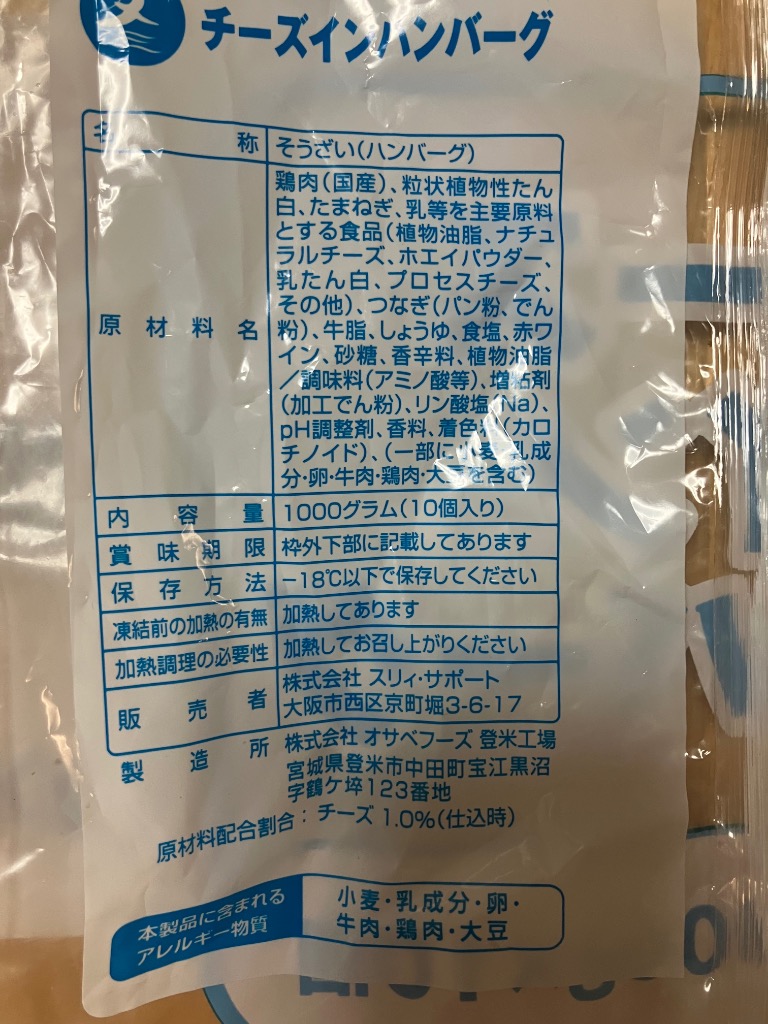 チーズインハンバーグ
名称 そうざい(ハンバーグ)
原材料名 鶏肉(国産)、粒状植物性たん
白、たまねぎ、乳等を主要原料
とする食品(植物油脂、ナチュ
ラルチーズ、ホエイパウダー、
乳たん白、プロセスチーズ、
その他)、つなぎ(パン粉、でん
粉)、牛脂、しょうゆ、食塩、赤ワ
イン、砂糖、香辛料、植物油脂
/調味料(アミノ酸等)、増粘剤
(加工でん粉)、リン酸塩(Na)、
pH調整剤、香料、着色料(カロ
チノイド)、(一部に小麦・乳成
分・卵・牛肉・鶏肉・大豆を含む)
内容量 1000グラム(10個入り)
賞味期限 枠外下部に記載してあります
保存方法 −18℃以下で保存してください
凍結前の加熱の有無 加熱してあります
加熱調理の必要性 加熱してお召し上がりください
販売者 株式会社 スリィ・サポート
大阪市西区京町堀3-6-17
製造所 株式会社 オサベフーズ 登米工場
宮城県登米市中田町宝江黒沼
字鶴ケ埣123番地
原材料配合割合:チーズ 1.0%(仕込時)
本製品に含まれる
アレルギー物質
小麦・乳成分・卵・
牛肉・鶏肉・大豆